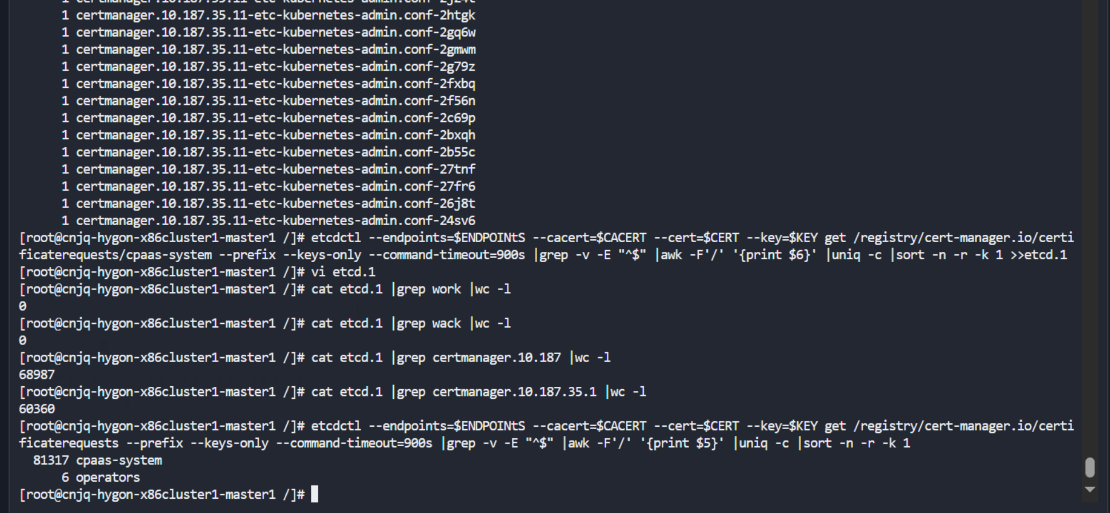 1 certmanager.10.187.35.11-etc-kubernetes-admin.conf-2htgk
1 certmanager.10.187.35.11-etc-kubernetes-admin.conf-2gq6w
1 certmanager.10.187.35.11-etc-kubernetes-admin.conf-2gmwm
1 certmanager.10.187.35.11-etc-kubernetes-admin.conf-2g79z
1 certmanager.10.187.35.11-etc-kubernetes-admin.conf-2fxbq
1 certmanager.10.187.35.11-etc-kubernetes-admin.conf-2f56n
1 certmanager.10.187.35.11-etc-kubernetes-admin.conf-2c69p
1 certmanager.10.187.35.11-etc-kubernetes-admin.conf-2bxqh
1 certmanager.10.187.35.11-etc-kubernetes-admin.conf-2b55c
1 certmanager.10.187.35.11-etc-kubernetes-admin.conf-27tnf
1 certmanager.10.187.35.11-etc-kubernetes-admin.conf-27fr6
1 certmanager.10.187.35.11-etc-kubernetes-admin.conf-26j8t
1 certmanager.10.187.35.11-etc-kubernetes-admin.conf-24sv6
[root@cnjq-hygon-x86cluster1-master1 /]# etcdctl --endpoints=$ENDPOINtS --cacert=$CACERT --cert=$CERT --key=$KEY get /registry/cert-manager.io/certi
ficaterequests/cpaas-system --prefix --keys-only --command-timeout=900s |grep -v -E "^$" |awk -F'/' '{print $6}' |uniq -c |sort -n -r -k 1 >>etcd.1
[root@cnjq-hygon-x86cluster1-master1 /]# vi etcd.1
[root@cnjq-hygon-x86cluster1-master1 /]# cat etcd.1 |grep work |wc -l
0
[root@cnjq-hygon-x86cluster1-master1 /]# cat etcd.1 |grep wack |wc -l
0
[root@cnjq-hygon-x86cluster1-master1 /]# cat etcd.1 |grep certmanager.10.187 |wc -l
68987
[root@cnjq-hygon-x86cluster1-master1 /]# cat etcd.1 |grep certmanager.10.187.35.1 |wc -l
60360
[root@cnjq-hygon-x86cluster1-master1 /]# etcdctl --endpoints=$ENDPOINtS --cacert=$CACERT --cert=$CERT --key=$KEY get /registry/cert-manager.io/certi
ficaterequests --prefix --keys-only --command-timeout=900s |grep -v -E "^$" |awk -F'/' '{print $5}' |uniq -c |sort -n -r -k 1
81317 cpaas-system
6 operators
[root@cnjq-hygon-x86cluster1-master1 /]#